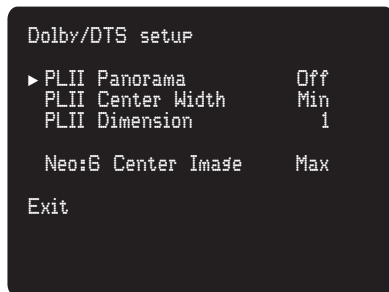 Dolby/DTS setup
► PLII Panorama Off
PLII Center Width Min
PLII Dimension 1
Neo:6 Center Image Max
Exit